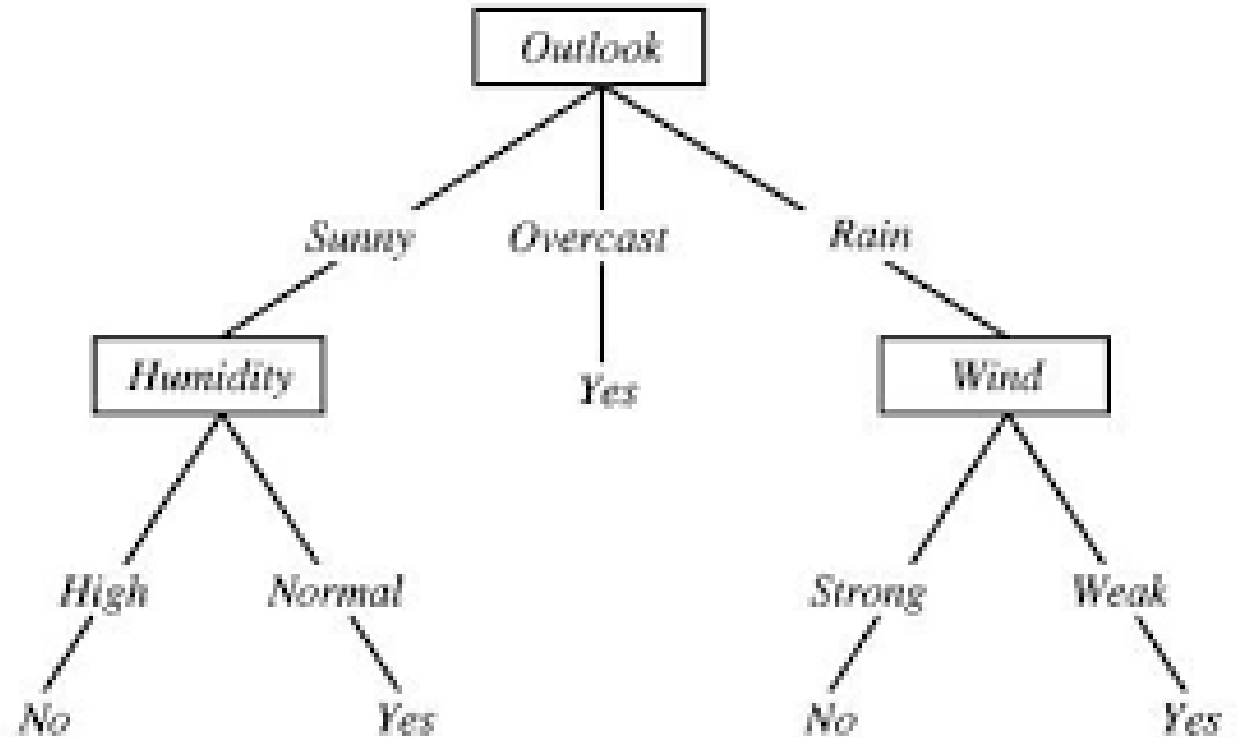 Outlook
Sunny Overcast Rain
Humidity Yes Wind
High Normal Strong Weak
No Yes No Yes